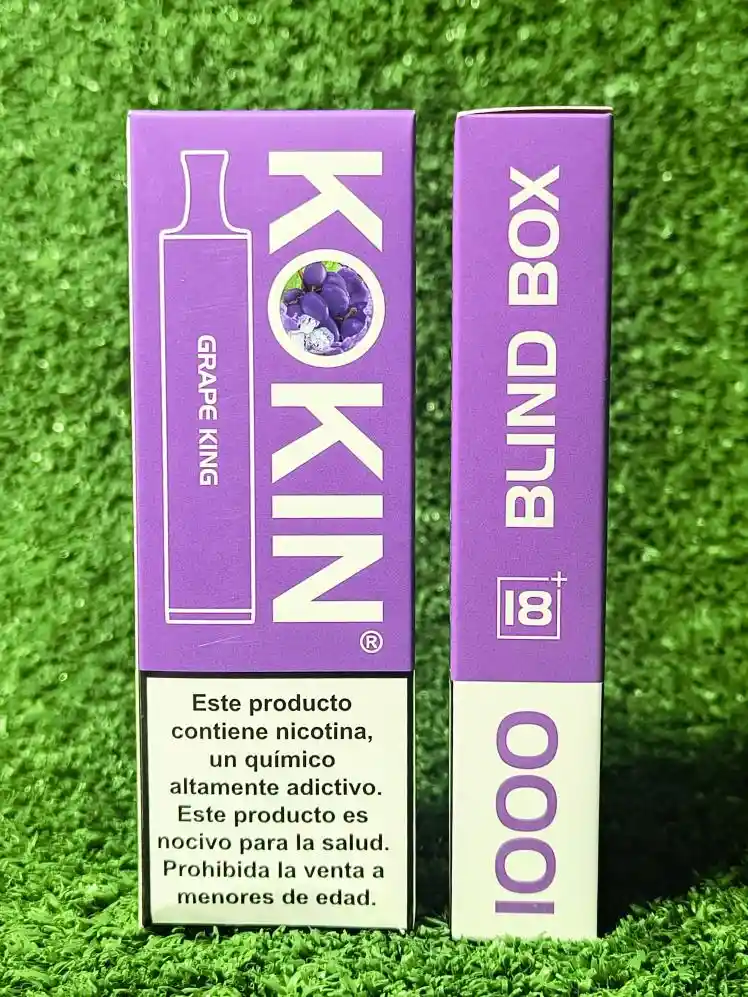 KOKIN®
GRAPE KING
Este producto
contiene nicotina,
un químico
altamente adictivo.
Este producto es
nocivo para la salud.
Prohibida la venta a
menores de edad.
BLIND BOX
18+
1000